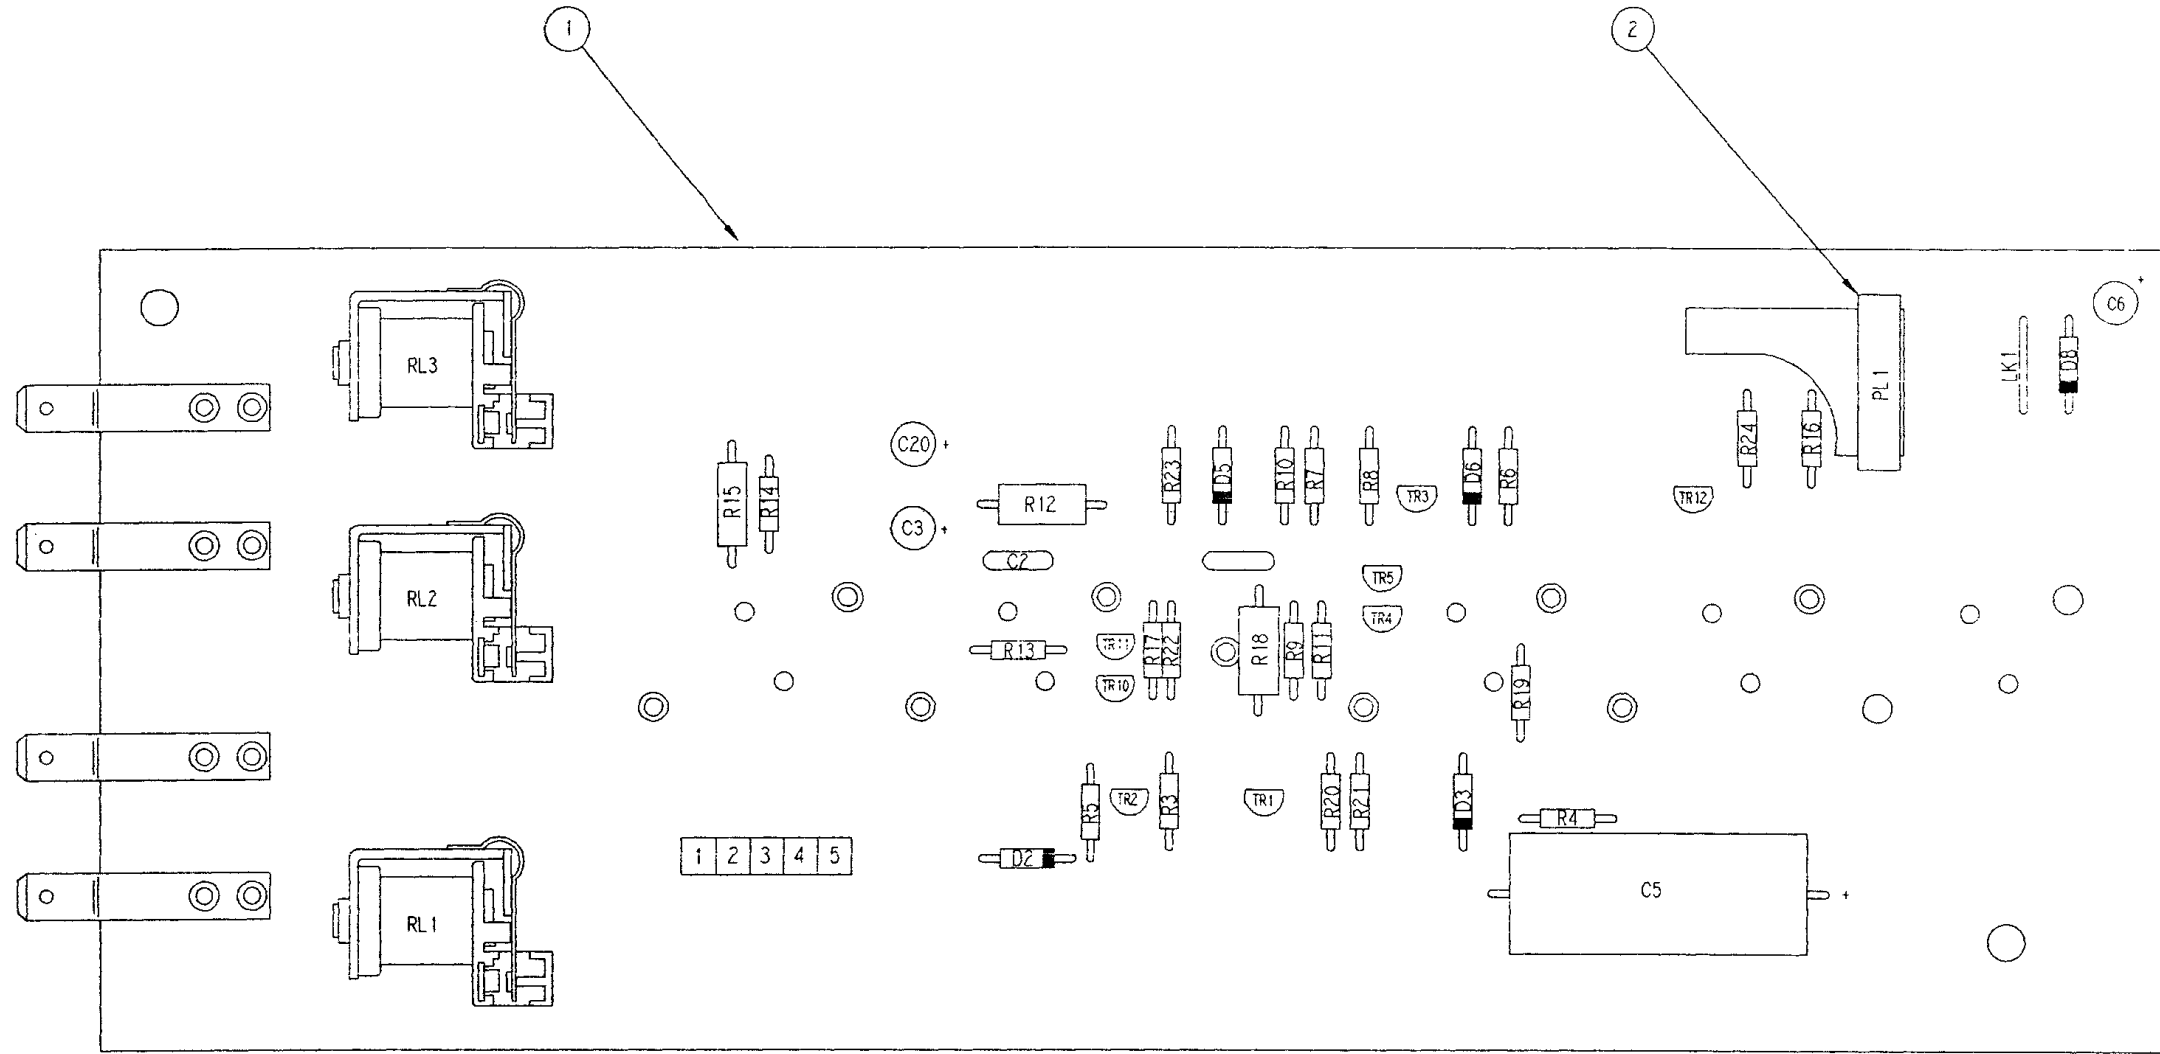 1
2
C6
+
RL3
LK1
D8
PL1
C20
+
R24
R16
R23
D5
R10
R7
R8
D6
R6
R15
R14
R12
TR3
TR12
C3
+
C2
TR5
RL2
TR4
R13
TR11
R17
R22
R18
R9
R11
TR10
R19
R5
TR2
R3
TR1
R20
R21
D3
R4
1 2 3 4 5
D2
C5
+
RL1